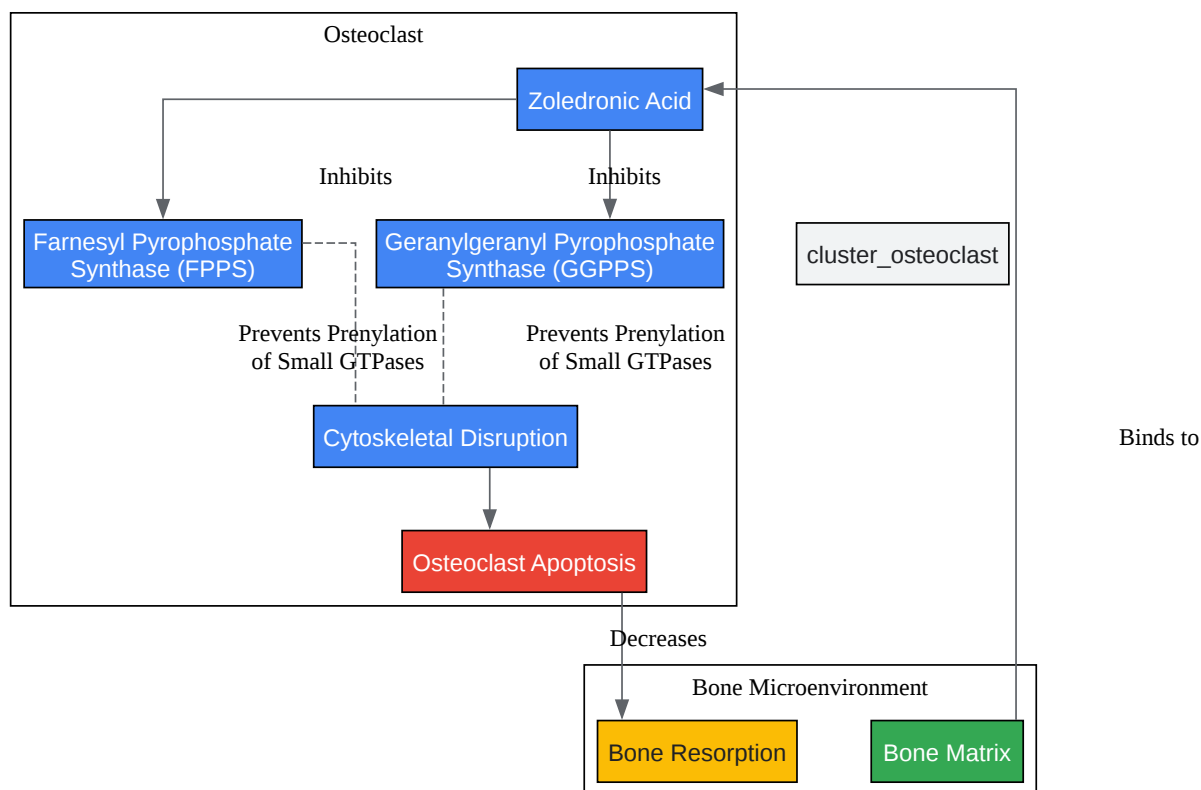 Osteoclast
Zoledronic Acid
Inhibits
Inhibits
Farnesyl Pyrophosphate
Synthase (FPPS)
Geranylgeranyl Pyrophosphate
Synthase (GGPPS)
cluster_osteoclast
Prevents Prenylation
of Small GTPases
Prevents Prenylation
of Small GTPases
Cytoskeletal Disruption
Binds to
Osteoclast Apoptosis
Decreases
Bone Microenvironment
Bone Resorption
Bone Matrix